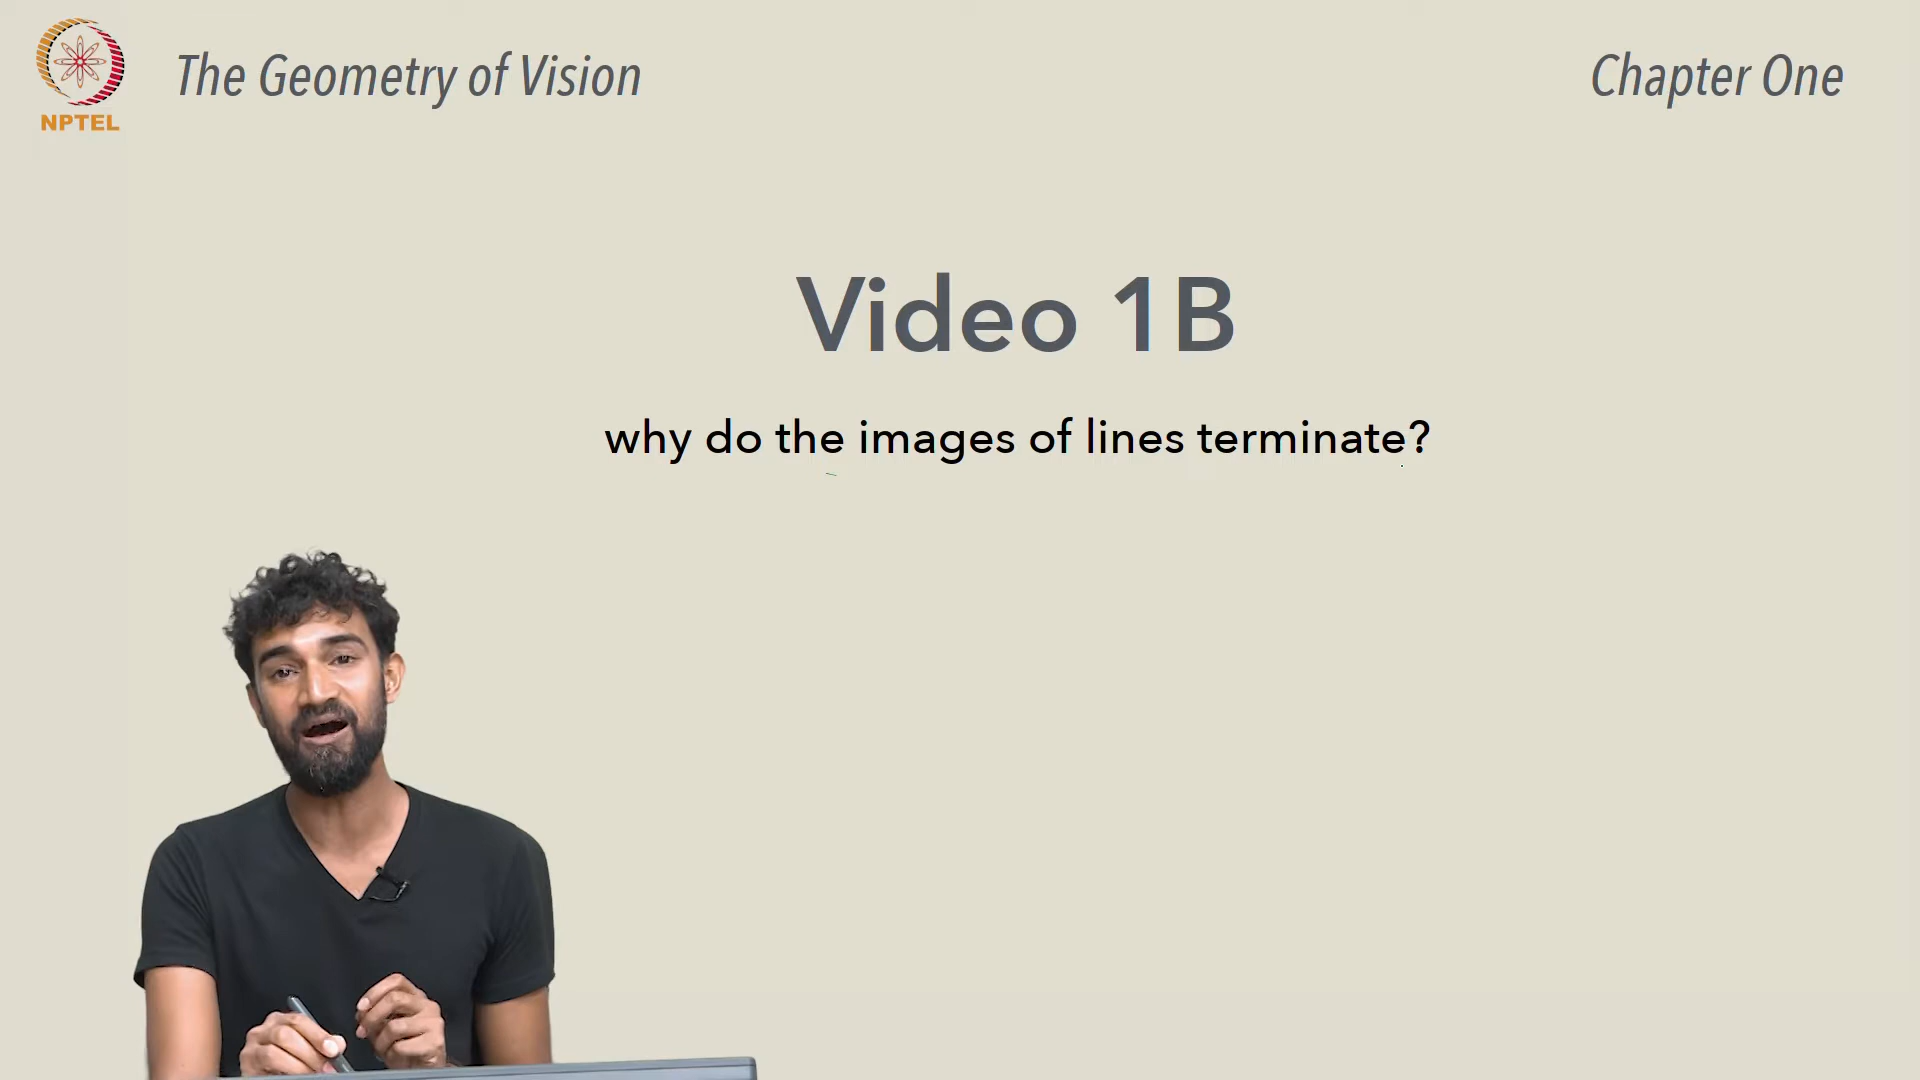 The Geometry of Vision
Chapter One
NPTEL
Video 1B
why do the images of lines terminate?